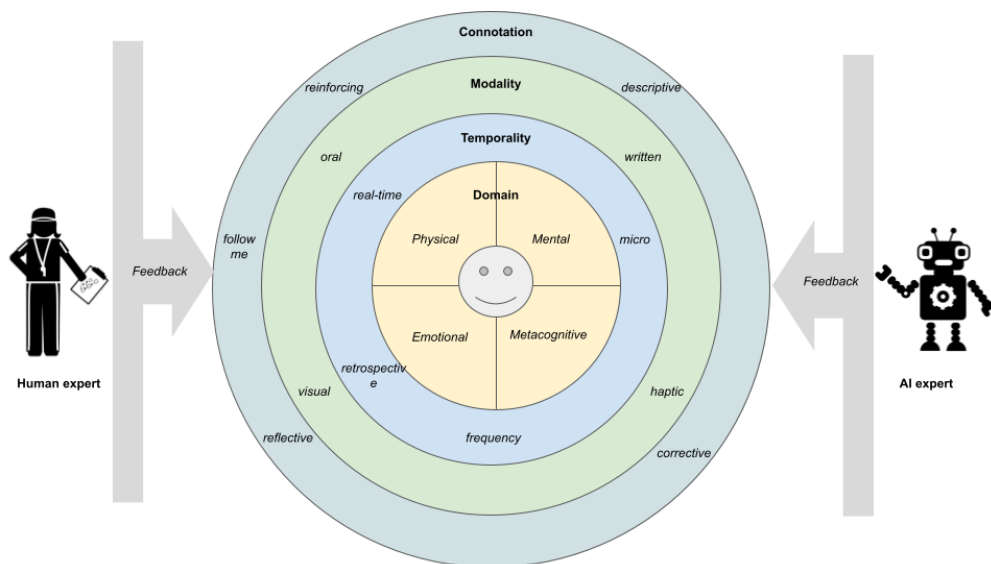 Connotation
reinforcing
Modality
descriptive
oral
Temporality
written
real-time
Domain
follow
me
Physical
Mental
micro
Feedback
Feedback
Emotional
Metacognitive
retrospectiv
e
Human expert
visual
haptic
AI expert
reflective
frequency
corrective